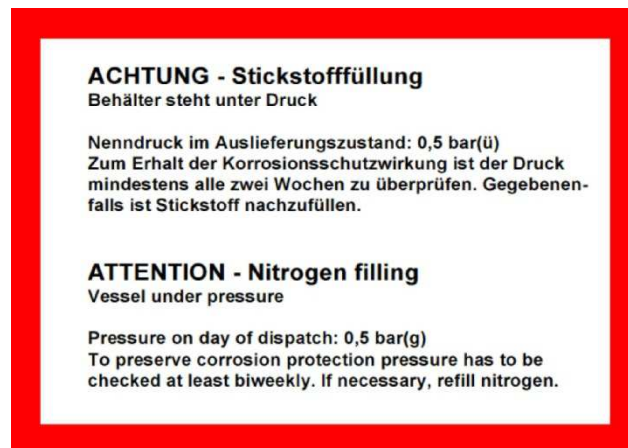 ACHTUNG - Stickstofffüllung
Behälter steht unter Druck
Nenndruck im Auslieferungszustand: 0,5 bar(ü)
Zum Erhalt der Korrosionsschutzwirkung ist der Druck
mindestens alle zwei Wochen zu überprüfen. Gegebenen-
falls ist Stickstoff nachzufüllen.
ATTENTION - Nitrogen filling
Vessel under pressure
Pressure on day of dispatch: 0,5 bar(g)
To preserve corrosion protection pressure has to be
checked at least biweekly. If necessary, refill nitrogen.